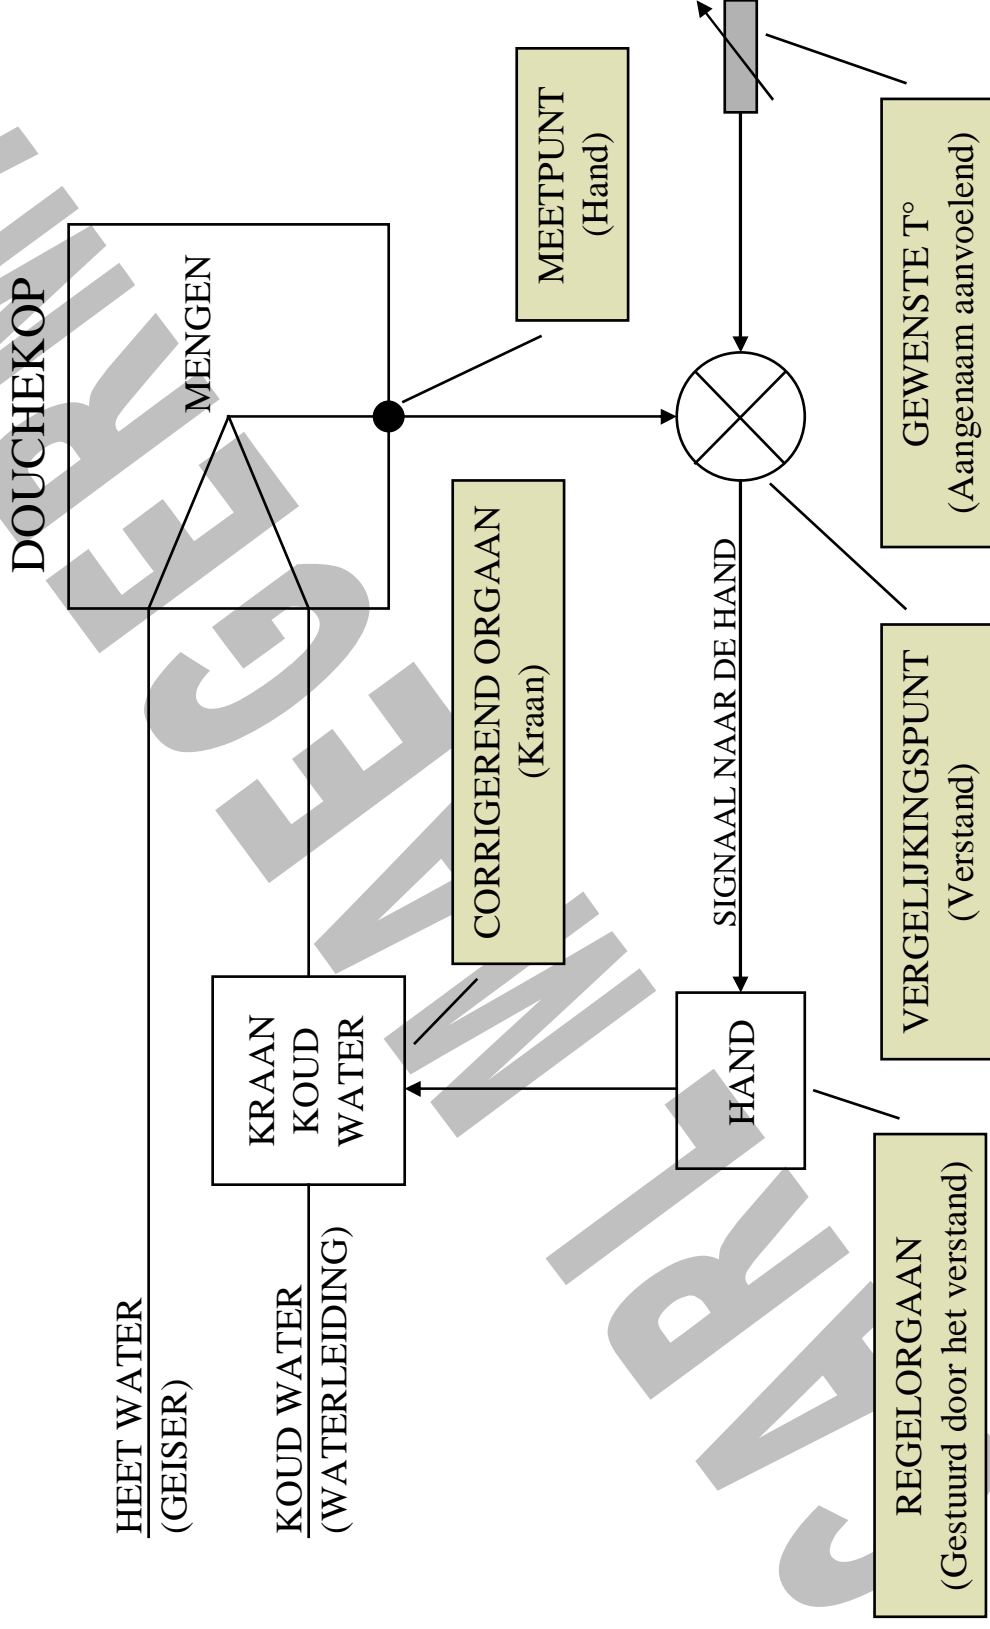 DOUCHEKOP
HEET WATER
(GEISER)
MENGEN
KOUD WATER
(WATERLEIDING)
KRAAN
KOUD
WATER
CORRIGEREND ORGAAN
(Kraan)
MEETPUNT
(Hand)
HAND
SIGNAAL NAAR DE HAND
REGELORGAAN
(Gestuurd door het verstand)
VERGELIJKINGSPUNT
(Verstand)
GEWENSTE T°
(Aangenaam aanvoelend)